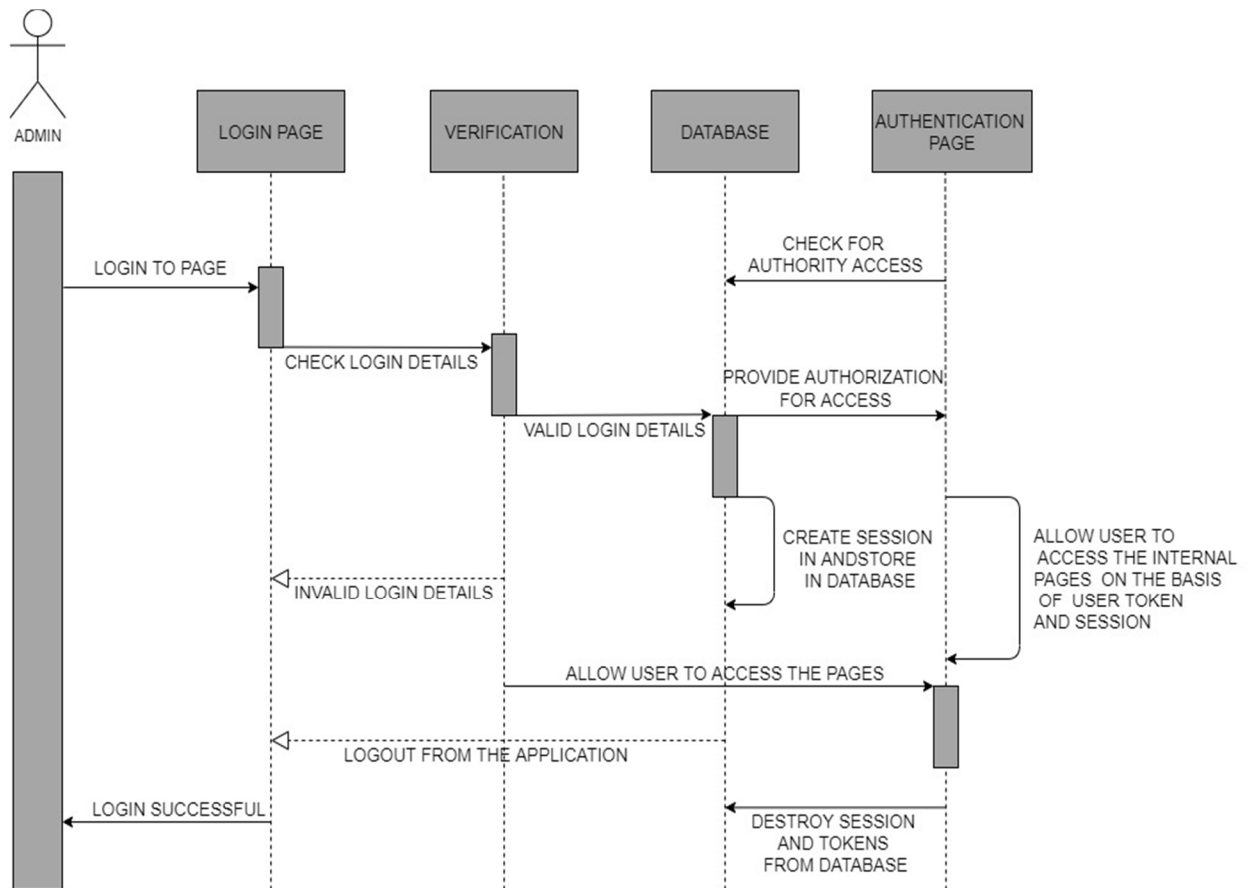 ADMIN
LOGIN PAGE
VERIFICATION
DATABASE
AUTHENTICATION
PAGE
CHECK FOR
AUTHORITY ACCESS
LOGIN TO PAGE
CHECK LOGIN DETAILS
PROVIDE AUTHORIZATION
FOR ACCESS
VALID LOGIN DETAILS
CREATE SESSION
IN ANDSTORE
IN DATABASE
ALLOW USER TO
ACCESS THE INTERNAL
PAGES ON THE BASIS
OF USER TOKEN
AND SESSION
INVALID LOGIN DETAILS
ALLOW USER TO ACCESS THE PAGES
LOGOUT FROM THE APPLICATION
LOGIN SUCCESSFUL
DESTROY SESSION
AND TOKENS
FROM DATABASE